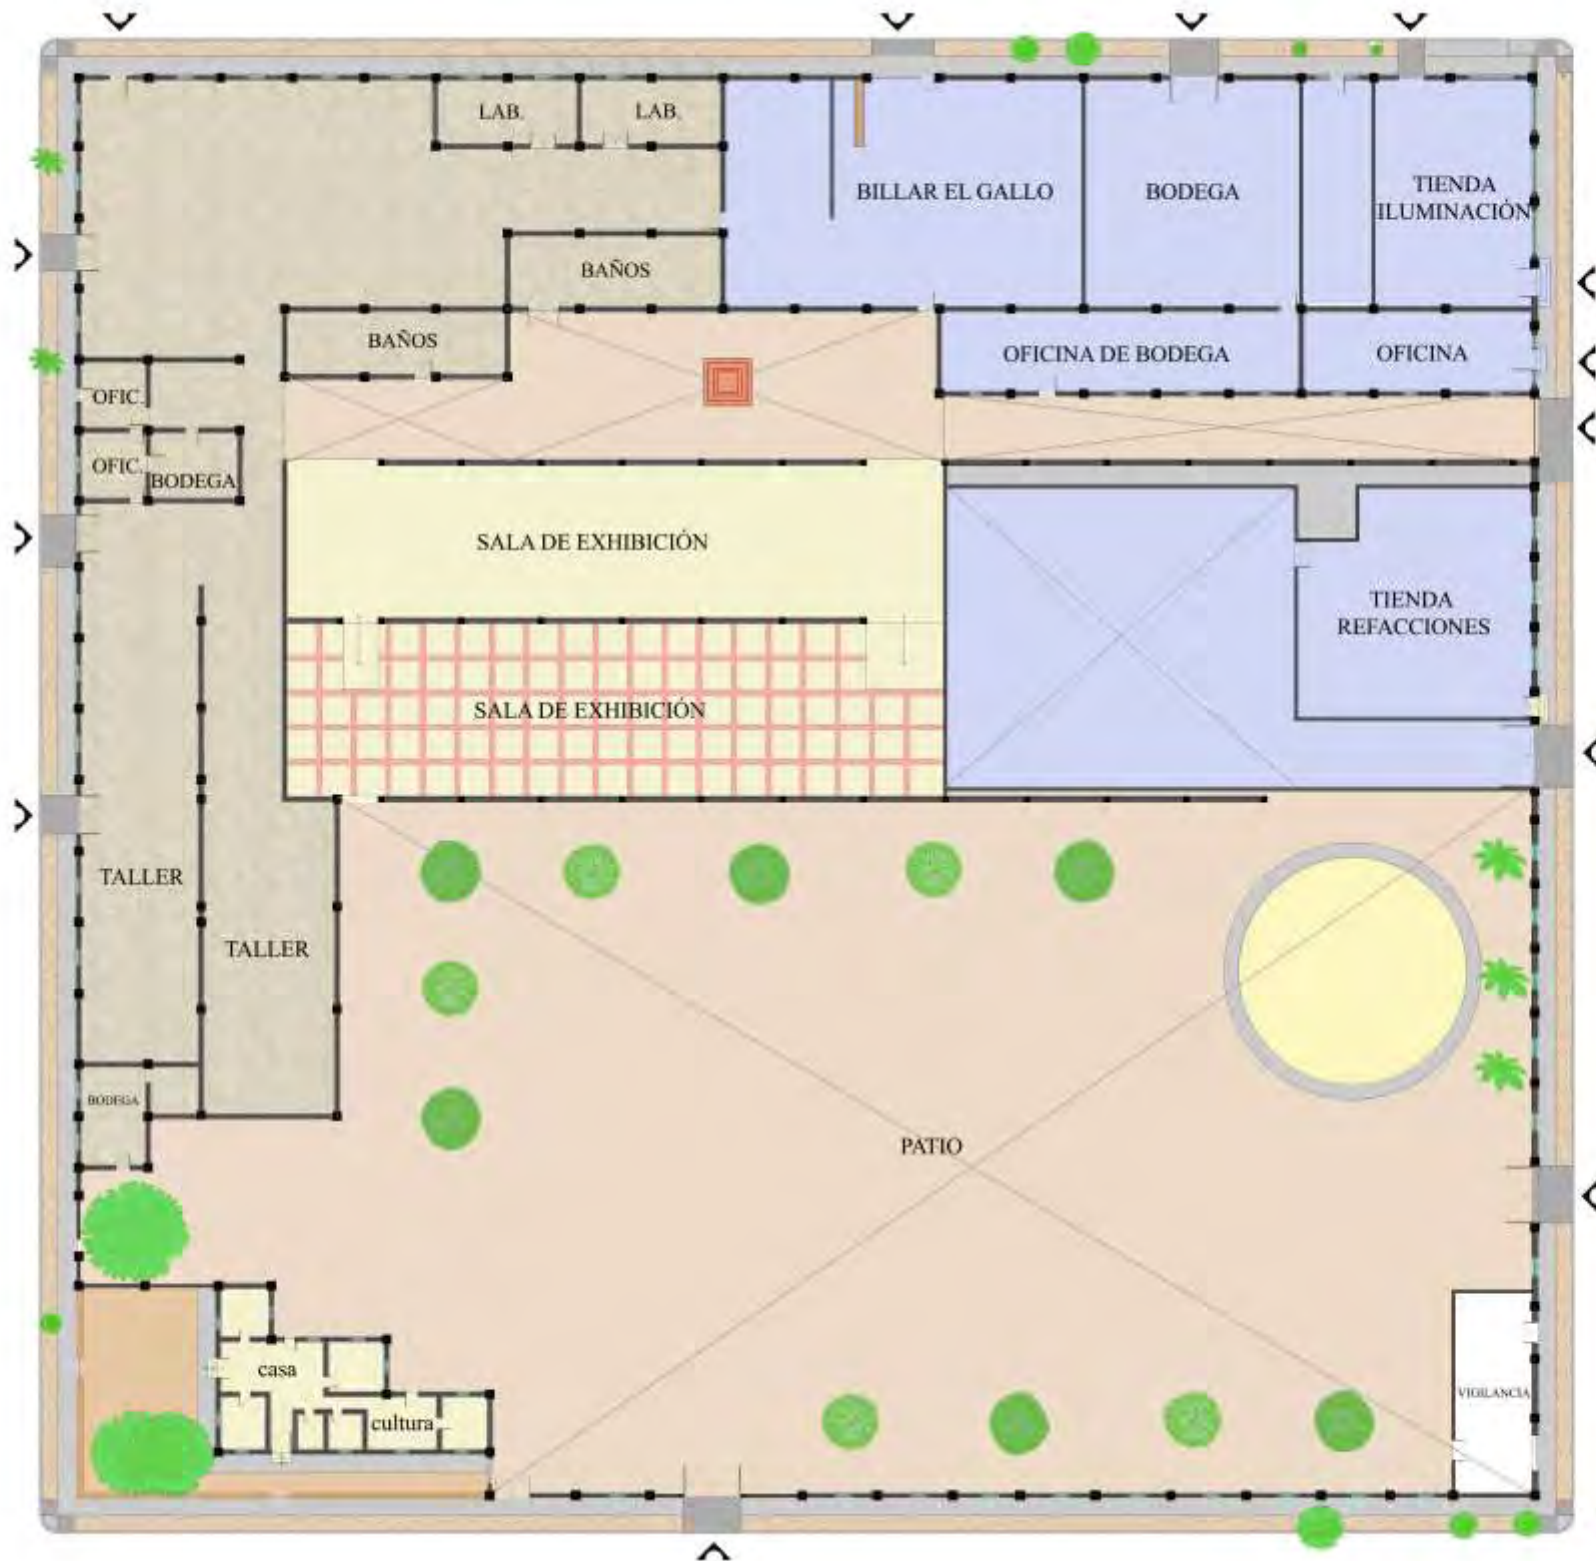 LAB.
LAB.
BILLAR EL GALLO
BODEGA
TIENDA
ILUMINACIÓN
BAÑOS
BAÑOS
OFICINA DE BODEGA
OFICINA
OFIC.
OFIC.
BODEGA
SALA DE EXHIBICIÓN
TIENDA
REFACCIONES
SALA DE EXHIBICIÓN
TALLER
TALLER
BODEGA
PATIO
casa
cultura
VIGILANCIA